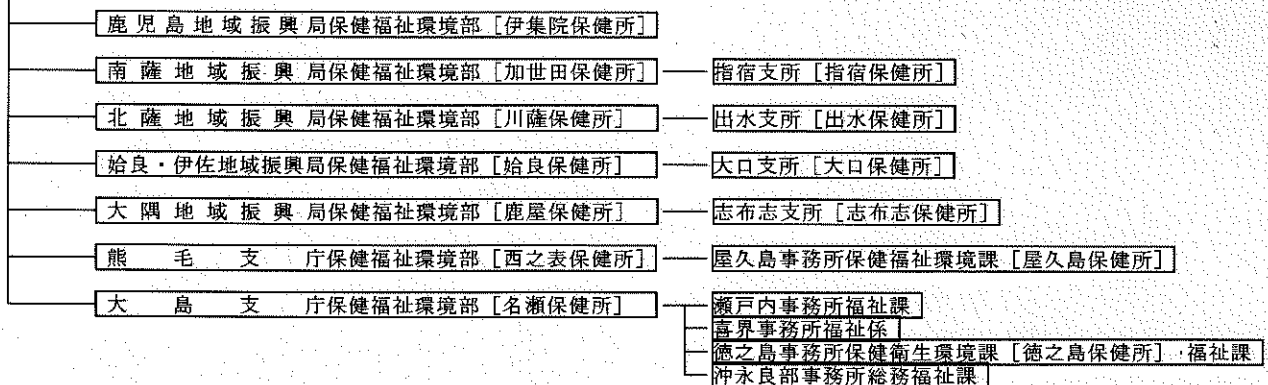 鹿児島地域振興局保健福祉環境部［伊集院保健所］
南薩地域振興局保健福祉環境部［加世田保健所］ 指宿支所［指宿保健所］
北薩地域振興局保健福祉環境部［川薩保健所］ 出水支所［出水保健所］
姶良・伊佐地域振興局保健福祉環境部［姶良保健所］ 大口支所［大口保健所］
大隅地域振興局保健福祉環境部［鹿屋保健所］ 志布志支所［志布志保健所］
熊毛支庁保健福祉環境部［西之表保健所］ 屋久島事務所保健福祉環境課［屋久島保健所］
大島支庁保健福祉環境部［名瀬保健所］ 瀬戸内事務所福祉課
喜界事務所福祉係
徳之島事務所保健衛生環境課［徳之島保健所］・福祉課
沖永良部事務所総務福祉課